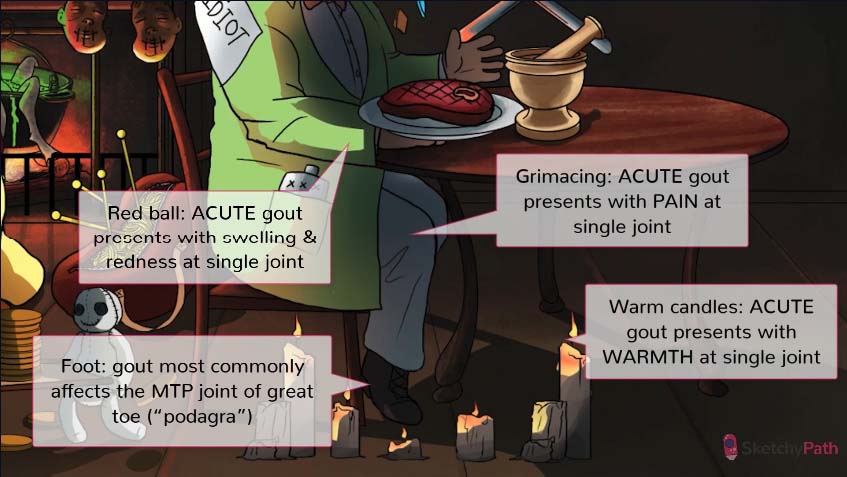 IDIOT
Grimacing: ACUTE gout
presents with PAIN at
single joint
Red ball: ACUTE gout
presents with swelling &
redness at single joint
Warm candles: ACUTE
gout presents with
WARMTH at single joint
Foot: gout most commonly
affects the MTP joint of great
toe (“podagra”)
SketchyPath